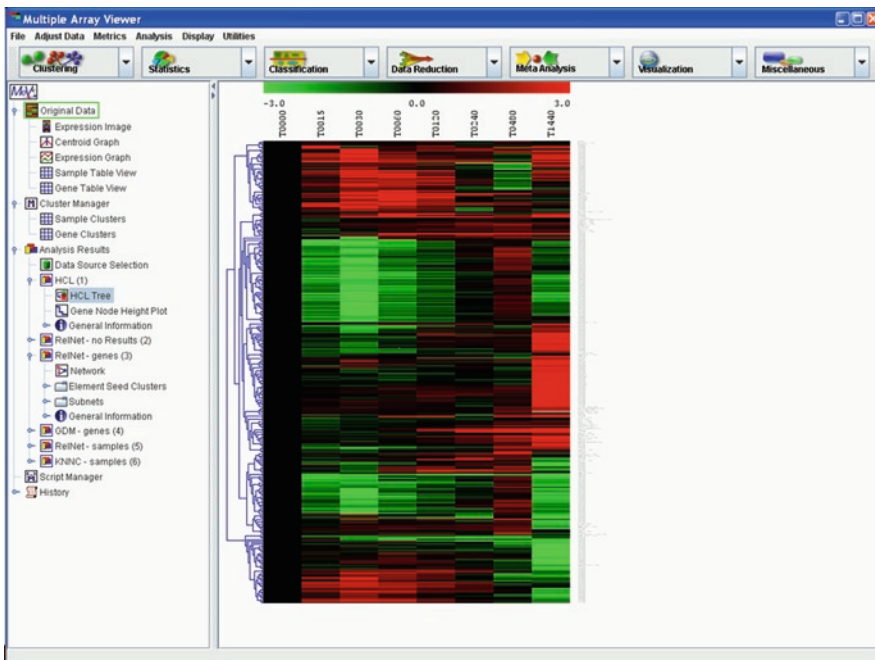 Multiple Array Viewer
File Adjust Data Metrics Analysis Display Utilities
Clustering Statistics Classification Data Reduction Meta Analysis Visualization Miscellaneous
MeV
Original Data
Expression Image
Centroid Graph
Expression Graph
Sample Table View
Gene Table View
Cluster Manager
Sample Clusters
Gene Clusters
Analysis Results
Data Source Selection
HCL (1)
HCL Tree
Gene Node Height Plot
General Information
RelNet - no Results (2)
RelNet - genes (3)
Network
Element Seed Clusters
Subnets
General Information
GDM - genes (4)
RelNet - samples (5)
KNNC - samples (6)
Script Manager
History
-3.0 0.0 3.0
T0000 T0015 T0030 T0060 T0120 T0240 T0480 T1440